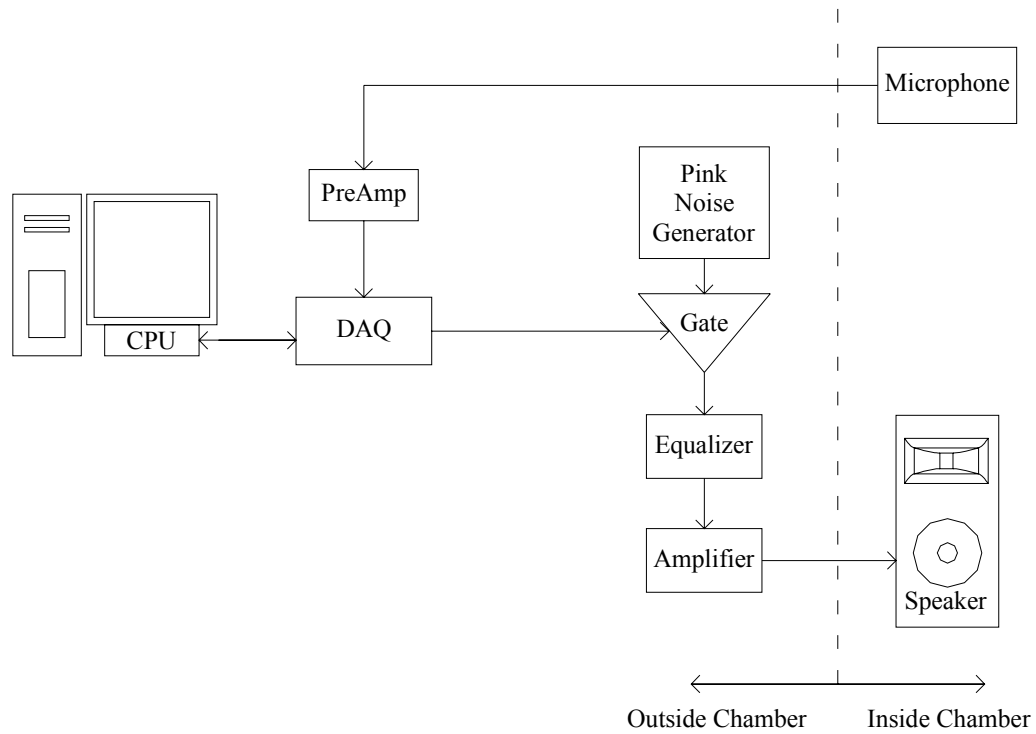 Microphone
Pink
Noise
Generator
PreAmp
Gate
DAQ
CPU
Equalizer
Amplifier
Speaker
Outside Chamber
Inside Chamber